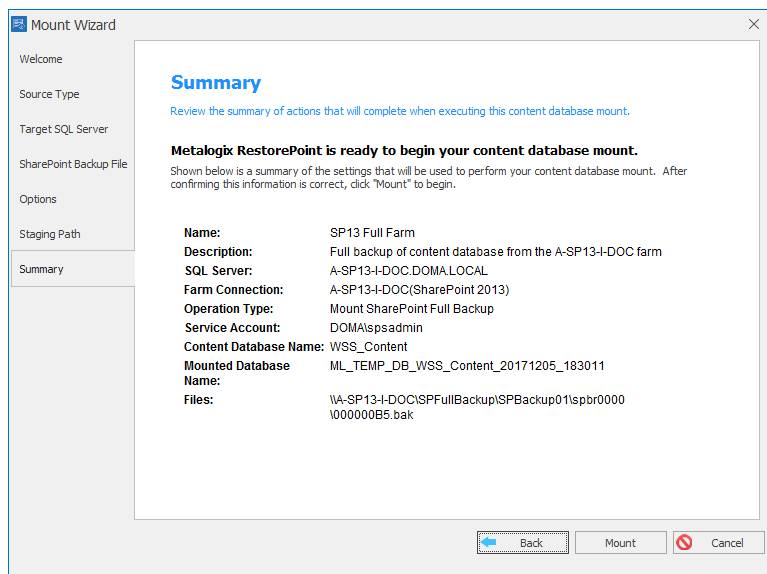 Mount Wizard
Welcome
Source Type
Target SQL Server
SharePoint Backup File
Options
Staging Path
Summary
Summary
Review the summary of actions that will complete when executing this content database mount.
Metalogix RestorePoint is ready to begin your content database mount.
Shown below is a summary of the settings that will be used to perform your content database mount.  After
confirming this information is correct, click "Mount" to begin.
Name: SP13 Full Farm
Description: Full backup of content database from the A-SP13-I-DOC farm
SQL Server: A-SP13-I-DOC.DOMA.LOCAL
Farm Connection: A-SP13-I-DOC(SharePoint 2013)
Operation Type: Mount SharePoint Full Backup
Service Account: DOMA\spsadmin
Content Database Name: WSS_Content
Mounted Database ML_TEMP_DB_WSS_Content_20171205_183011
Name:
Files: \\A-SP13-I-DOC\SPFullBackup\SPBackup01\spbr0000
\000000B5.bak
Back Mount Cancel